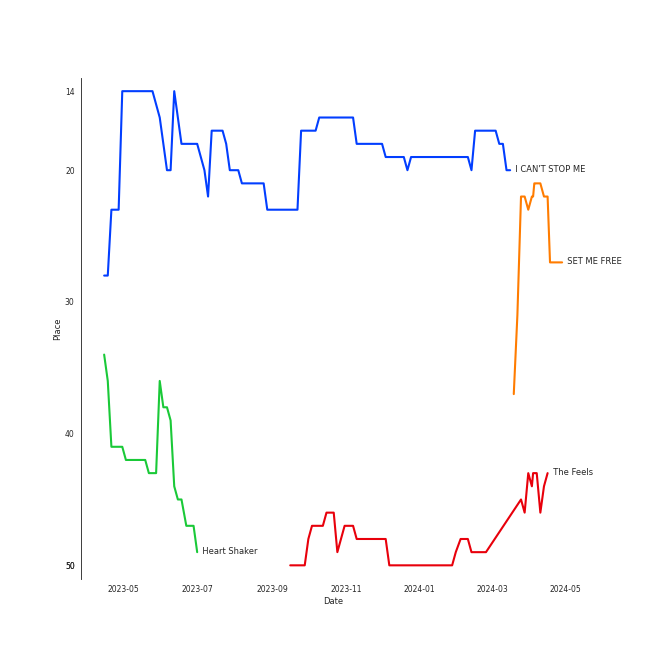 14
20
30
40
50
Place
I CAN'T STOP ME
SET ME FREE
The Feels
Heart Shaker
2023-05 2023-07 2023-09 2023-11 2024-01 2024-03 2024-05
Date